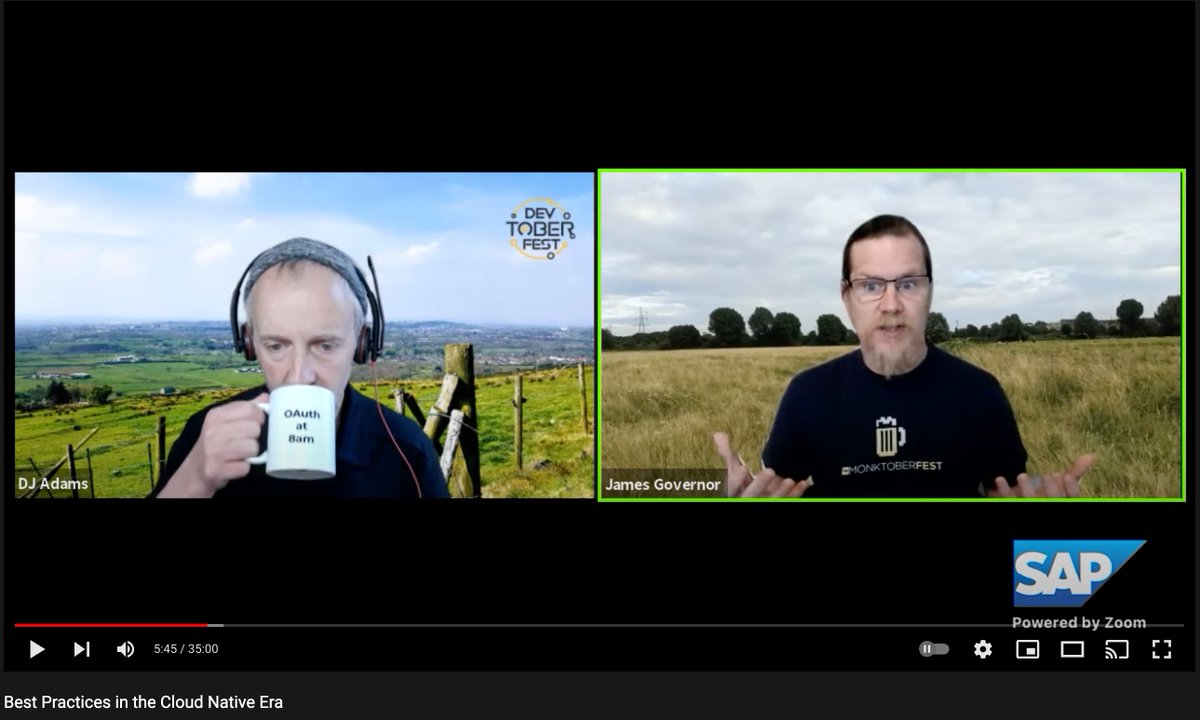 DEV
TOBER
FEST
OAuth
at
8am
DJ Adams
MONKTOBERFEST
James Governor
SAP
Powered by Zoom
5:45 / 35:00
Best Practices in the Cloud Native Era